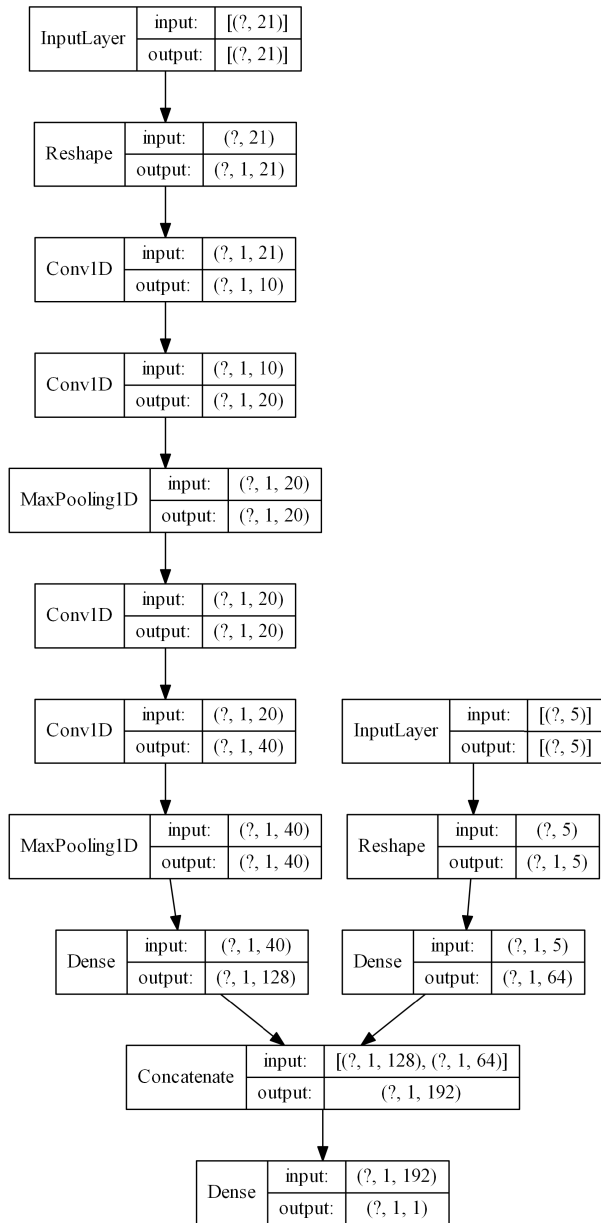 InputLayer
input: [(?, 21)]
output: [(?, 21)]
Reshape
input: (?, 21)
output: (?, 1, 21)
Conv1D
input: (?, 1, 21)
output: (?, 1, 10)
Conv1D
input: (?, 1, 10)
output: (?, 1, 20)
MaxPooling1D
input: (?, 1, 20)
output: (?, 1, 20)
Conv1D
input: (?, 1, 20)
output: (?, 1, 20)
Conv1D
input: (?, 1, 20)
output: (?, 1, 40)
InputLayer
input: [(?, 5)]
output: [(?, 5)]
MaxPooling1D
input: (?, 1, 40)
output: (?, 1, 40)
Reshape
input: (?, 5)
output: (?, 1, 5)
Dense
input: (?, 1, 40)
output: (?, 1, 128)
Dense
input: (?, 1, 5)
output: (?, 1, 64)
Concatenate
input: [(?, 1, 128), (?, 1, 64)]
output: (?, 1, 192)
Dense
input: (?, 1, 192)
output: (?, 1, 1)